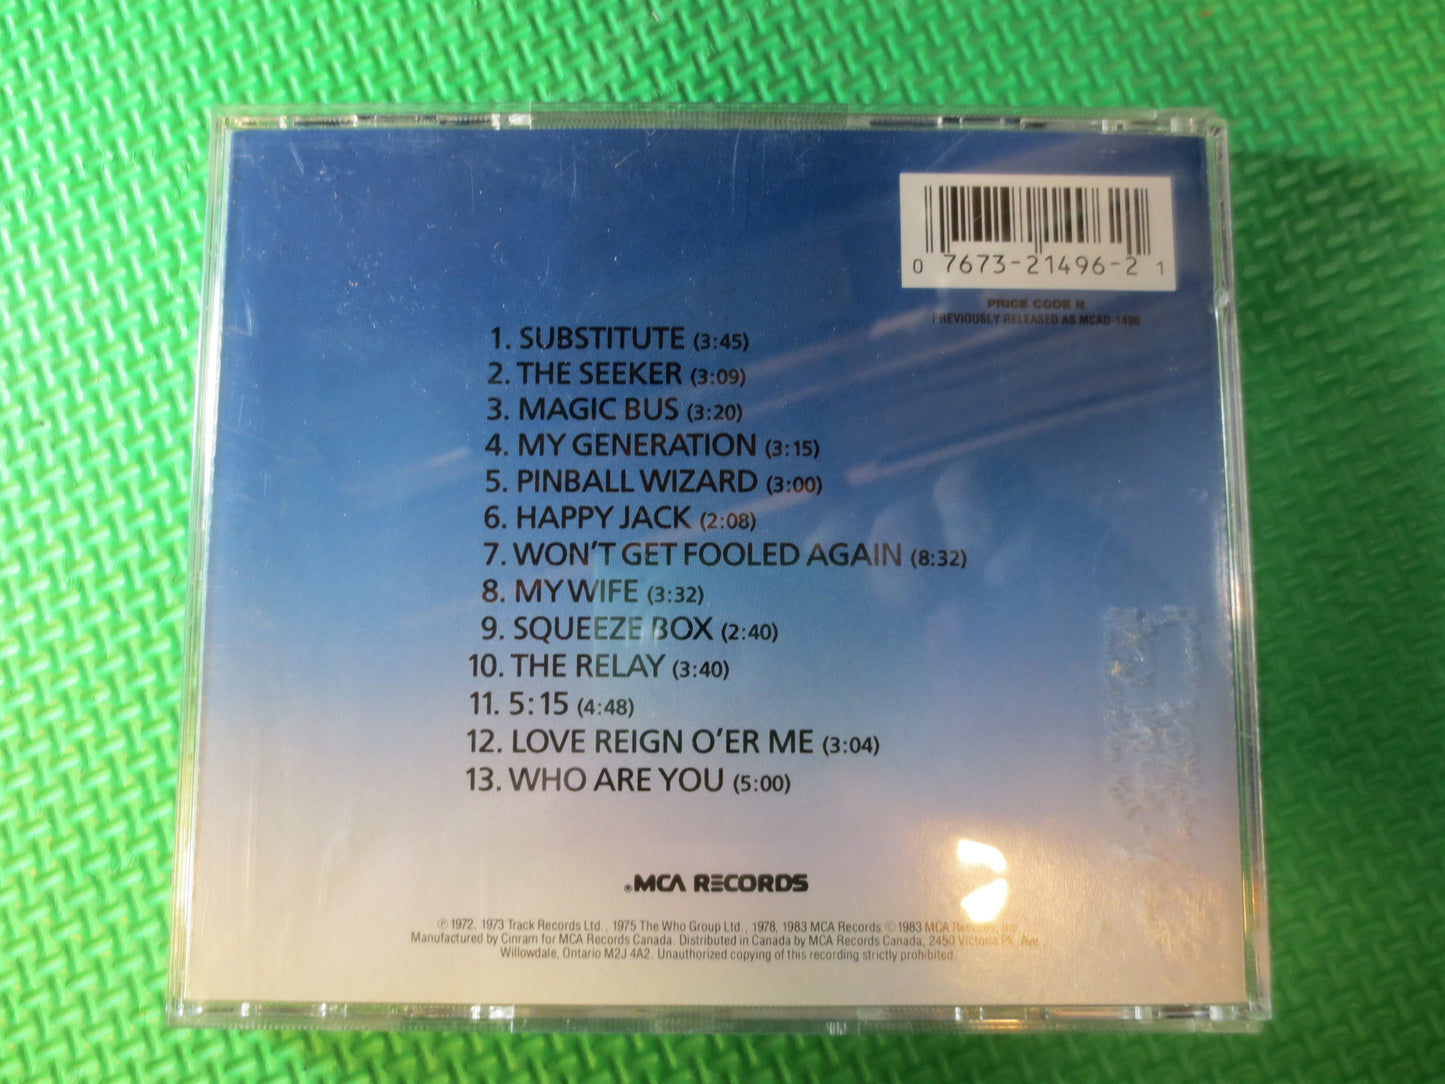 0 7673-21496-2 1
PRICE CODE N
PREVIOUSLY RELEASED AS MCAD-1496
1. SUBSTITUTE (3:45)
2. THE SEEKER (3:09)
3. MAGIC BUS (3:20)
4. MY GENERATION (3:15)
5. PINBALL WIZARD (3:00)
6. HAPPY JACK (2:08)
7. WON'T GET FOOLED AGAIN (8:32)
8. MY WIFE (3:32)
9. SQUEEZE BOX (2:40)
10. THE RELAY (3:40)
11. 5:15 (4:48)
12. LOVE REIGN O'ER ME (3:04)
13. WHO ARE YOU (5:00)
MCA RECORDS
℗ 1972, 1973 Track Records Ltd., 1975 The Who Group Ltd., 1978, 1983 MCA Records © 1983 MCA Records, Inc.
Manufactured by Cinram for MCA Records Canada. Distributed in Canada by MCA Records Canada, 2450 Victoria Pk. Ave.
Willowdale, Ontario M2J 4A2. Unauthorized copying of this recording strictly prohibited.